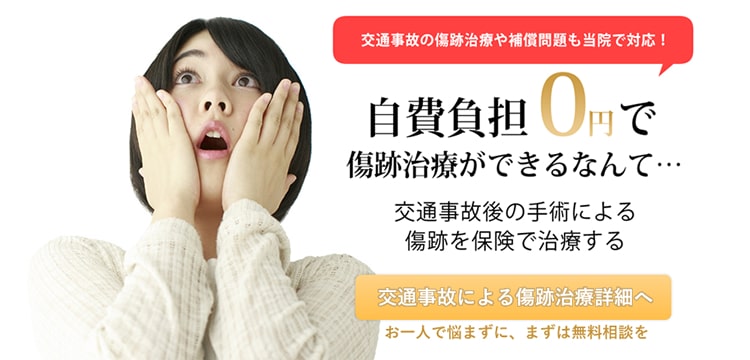 交通事故の傷跡治療や補償問題も当院で対応！
自費負担0円で
傷跡治療ができるなんて…
交通事故後の手術による
傷跡を保険で治療する
交通事故による傷跡治療詳細へ
お一人で悩まずに、まずは無料相談を